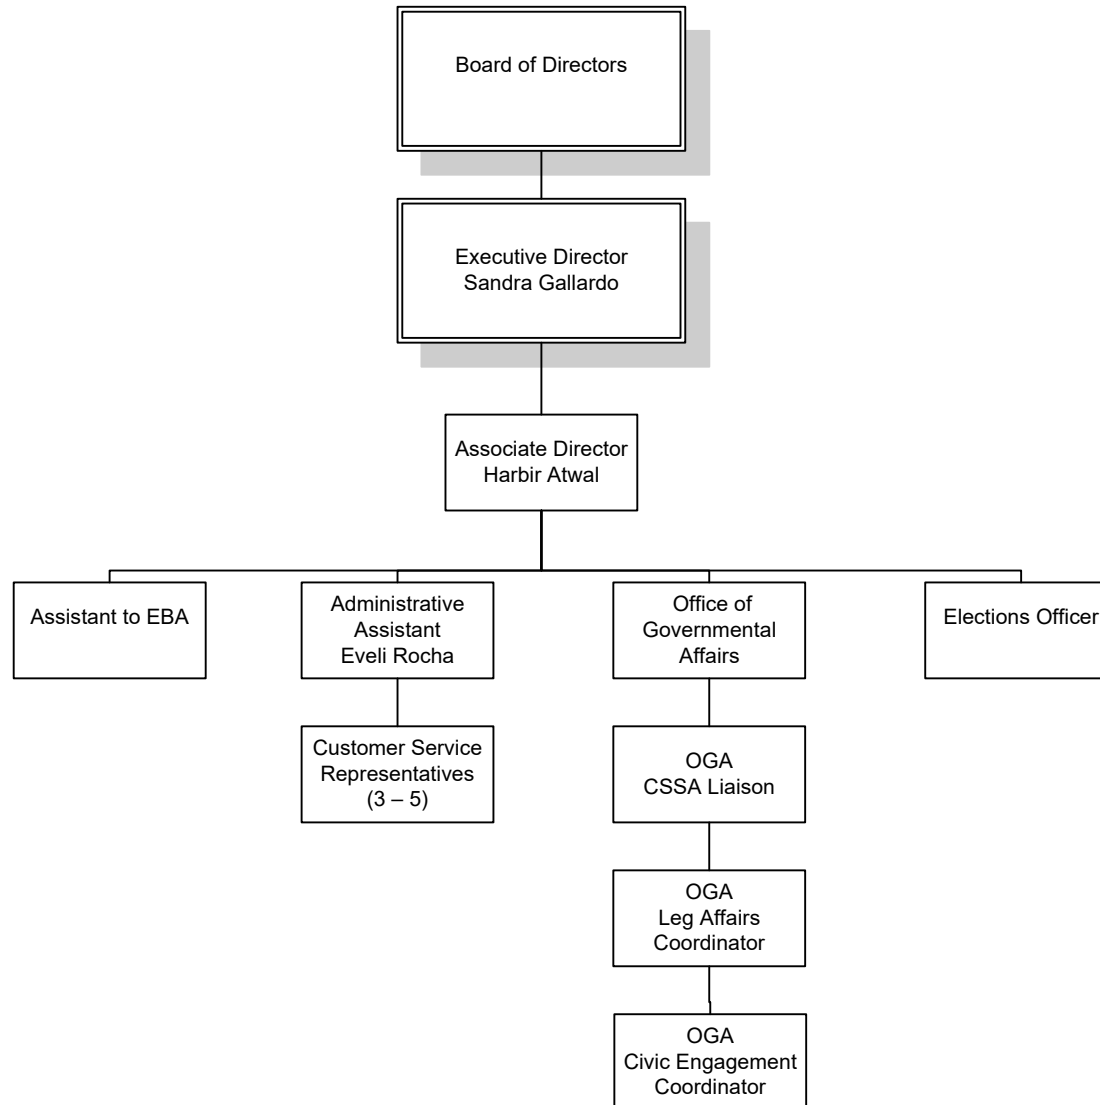 Board of Directors
Executive Director
Sandra Gallardo
Associate Director
Harbir Atwal
Assistant to EBA
Administrative
Assistant
Eveli Rocha
Office of
Governmental
Affairs
Elections Officer
Customer Service
Representatives
(3 – 5)
OGA
CSSA Liaison
OGA
Leg Affairs
Coordinator
OGA
Civic Engagement
Coordinator